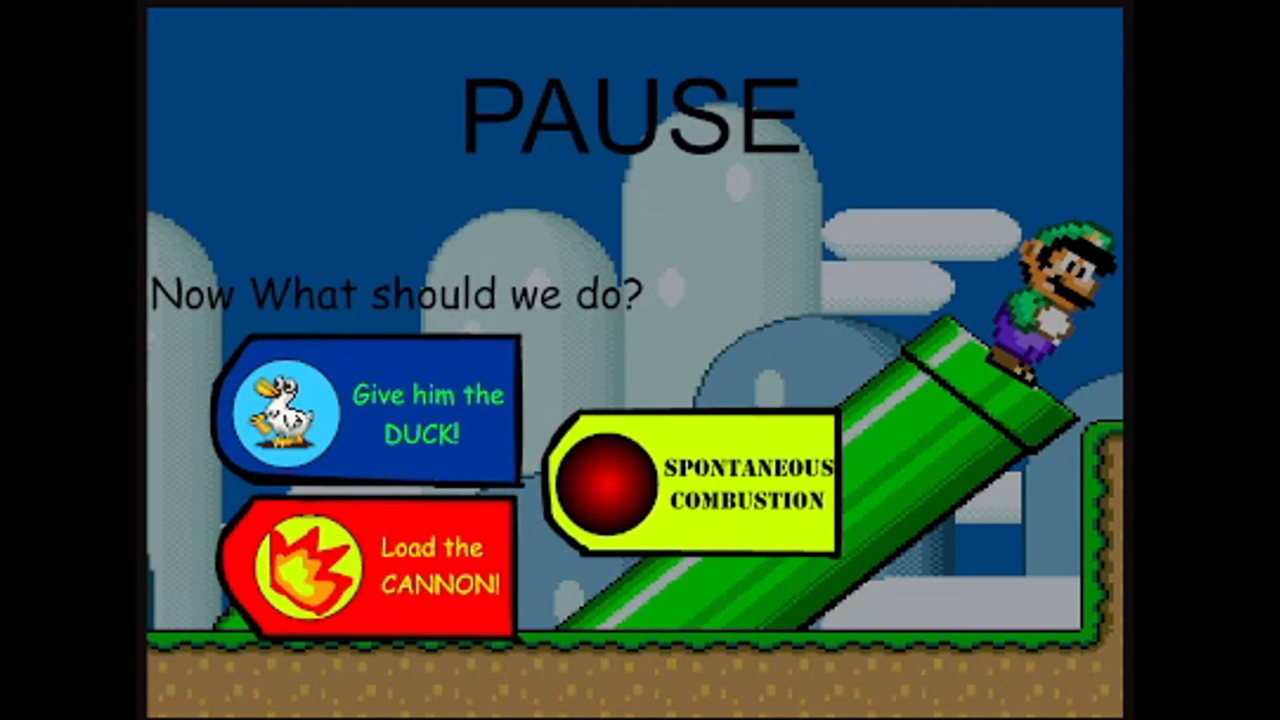 PAUSE
Now What should we do?
Give him the
DUCK!
SPONTANEOUS
COMBUSTION
Load the
CANNON!